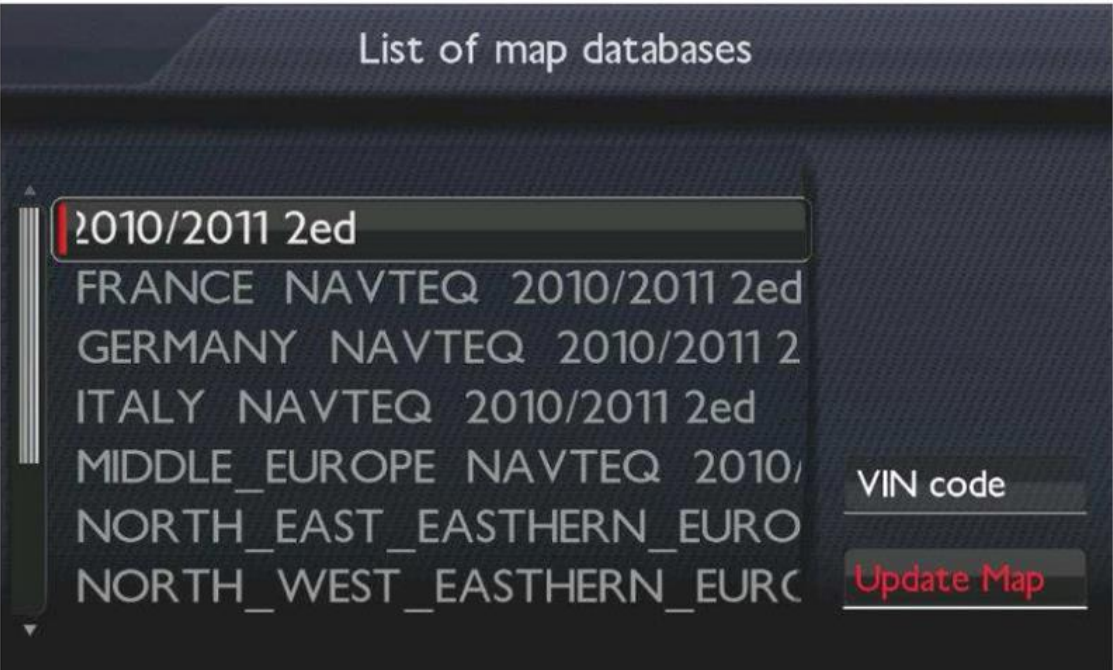 List of map databases
2010/2011 2ed
FRANCE NAVTEQ 2010/2011 2ed
GERMANY NAVTEQ 2010/2011 2
ITALY NAVTEQ 2010/2011 2ed
MIDDLE_EUROPE NAVTEQ 2010/
NORTH_EAST_EASTHERN_EURO
NORTH_WEST_EASTHERN_EURC
VIN code
Update Map